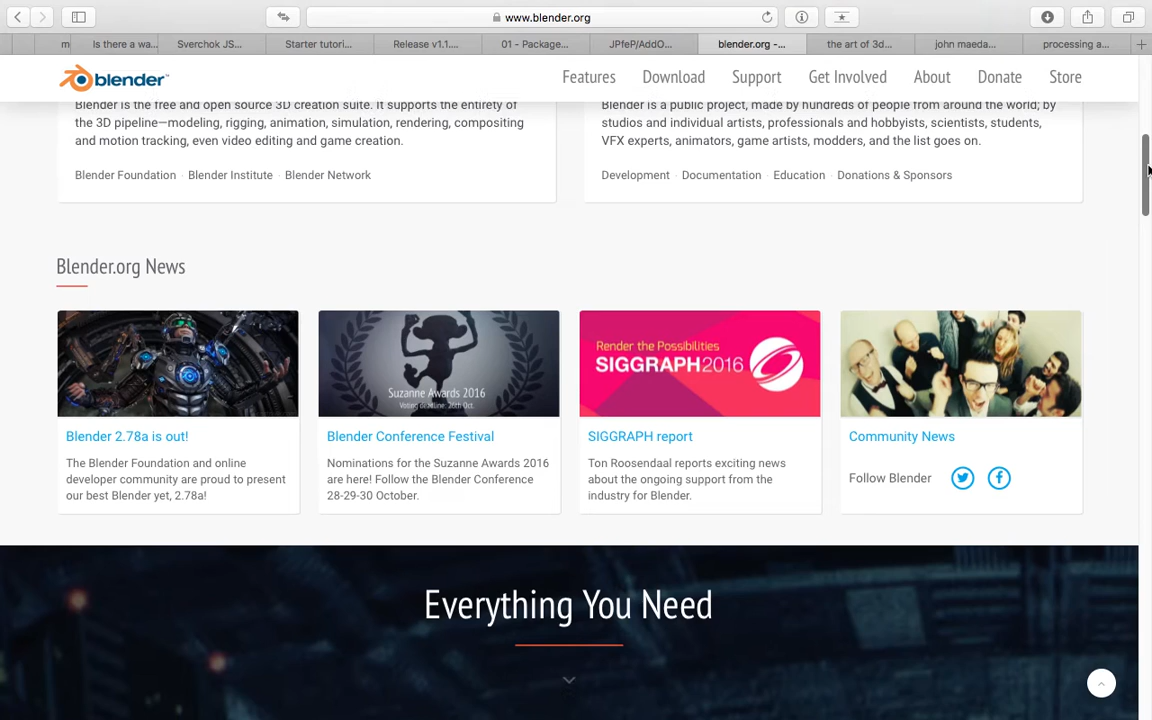 www.blender.org
m
Is there a wa...
Sverchok JS...
Starter tutori...
Release v1.1....
01 - Package...
JPfeP/AddO...
blender.org -...
the art of 3d...
john maeda...
processing a...
blender
Features
Download
Support
Get Involved
About
Donate
Store
Blender is the free and open source 3D creation suite. It supports the entirety of
the 3D pipeline—modeling, rigging, animation, simulation, rendering, compositing
and motion tracking, even video editing and game creation.
Blender Foundation · Blender Institute · Blender Network
Blender is a public project, made by hundreds of people from around the world; by
studios and individual artists, professionals and hobbyists, scientists, students,
VFX experts, animators, game artists, modders, and the list goes on.
Development · Documentation · Education · Donations & Sponsors
Blender.org News
Blender 2.78a is out!
The Blender Foundation and online
developer community are proud to present
our best Blender yet, 2.78a!
Suzanne Awards 2016
Voting deadline: 26th Oct.
Blender Conference Festival
Nominations for the Suzanne Awards 2016
are here! Follow the Blender Conference
28-29-30 October.
Render the Possibilities
SIGGRAPH2016
SIGGRAPH report
Ton Roosendaal reports exciting news
about the ongoing support from the
industry for Blender.
Community News
Follow Blender
Everything You Need